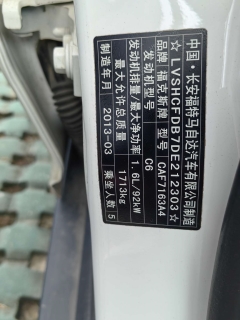 中国·长安福特马自达汽车有限公司制造
☆LVSHCFDB7DE212303☆
品牌 福克斯牌 型号 CAF7163A4
发动机型号 C6
发动机排量/最大净功率 1.6L/92kW
最大允许总质量 1713kg
制造年月 2013-03 乘坐人数 5